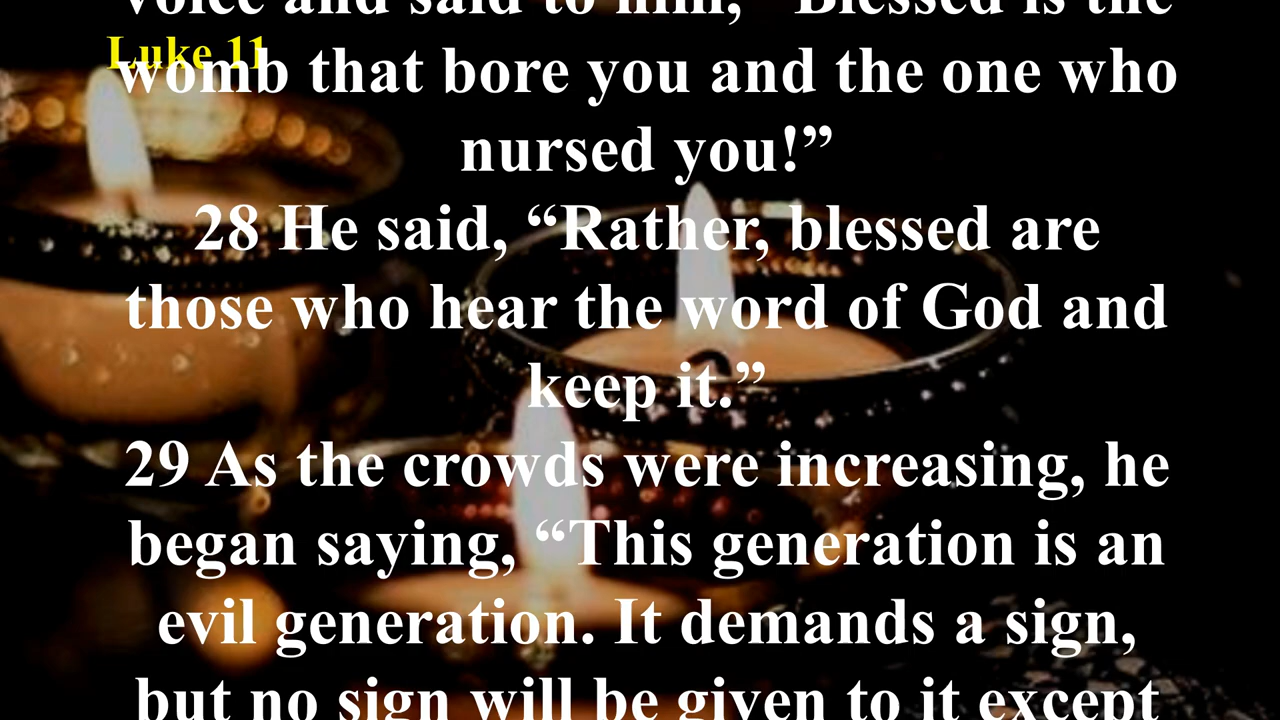 voice and said to him, “Blessed is the
Luke 11
womb that bore you and the one who
nursed you!”
28 He said, “Rather, blessed are
those who hear the word of God and
keep it.”
29 As the crowds were increasing, he
began saying, “This generation is an
evil generation. It demands a sign,
but no sign will be given to it except